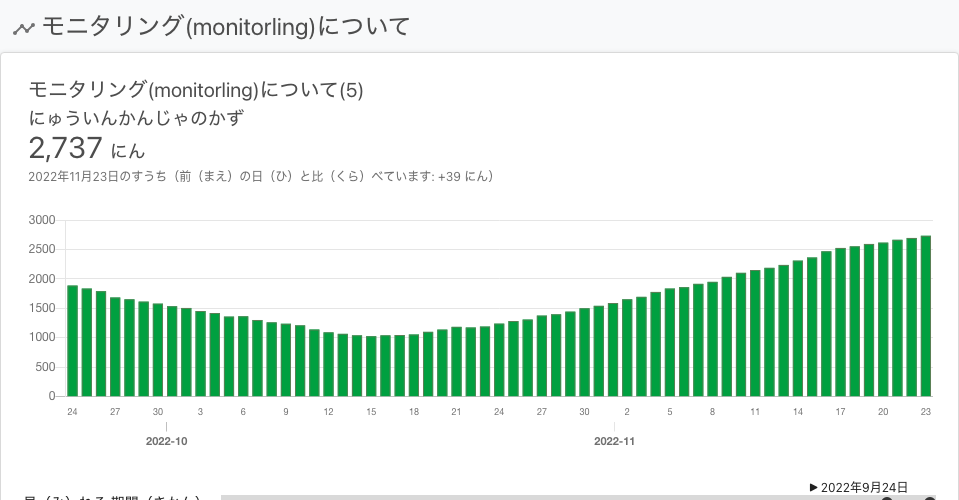 モニタリング(monitorling)について
モニタリング(monitorling)について(5)
にゅういんかんじゃのかず
2,737 にん
2022年11月23日のすうち（前（まえ）の日（ひ）と比（くら）べています: +39 にん）
3000
2500
2000
1500
1000
500
0
24 27 30 3 6 9 12 15 18 21 24 27 30 2 5 8 11 14 17 20 23
2022-10 2022-11
2022年9月24日